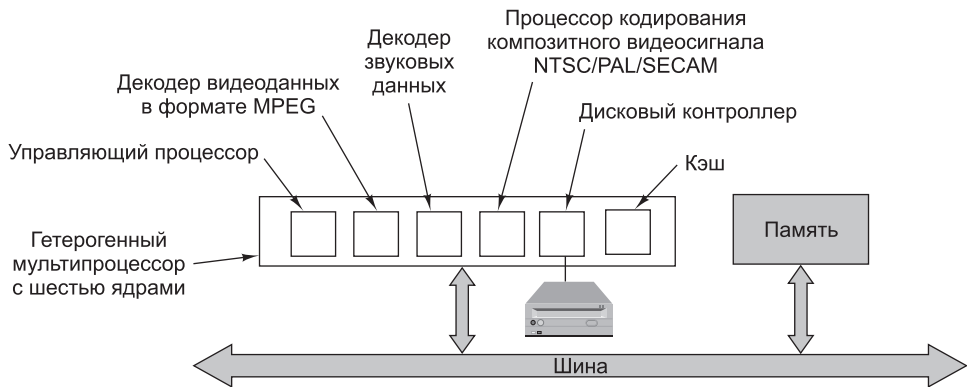 Процессор кодирования
композитного видеосигнала
NTSC/PAL/SECAM
Декодер
звуковых
данных
Декодер видеоданных
в формате MPEG
Дисковый контроллер
Управляющий процессор
Кэш
Гетерогенный
мультипроцессор
с шестью ядрами
Память
Шина